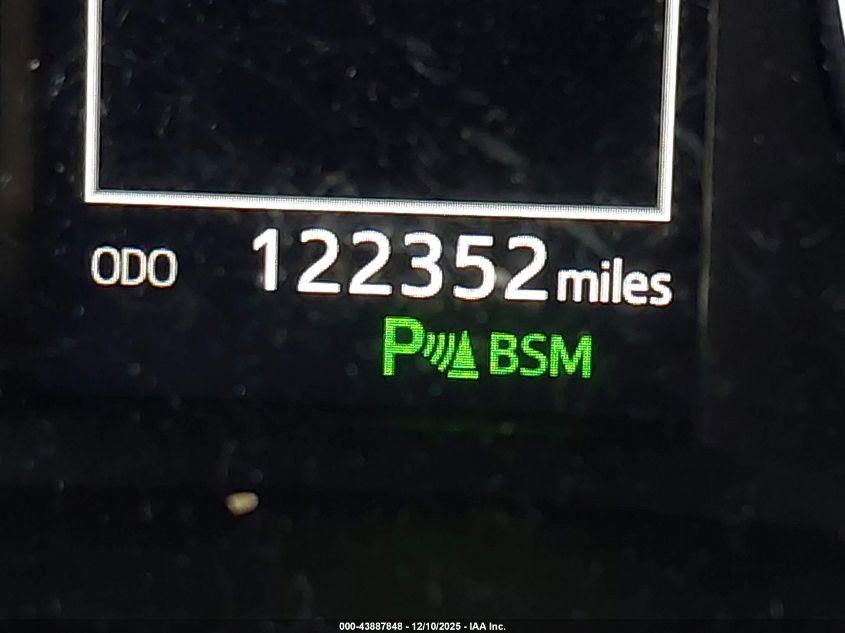 ODO 122352 miles
P BSM
000-43887848 - 12/10/2025 - IAA Inc.